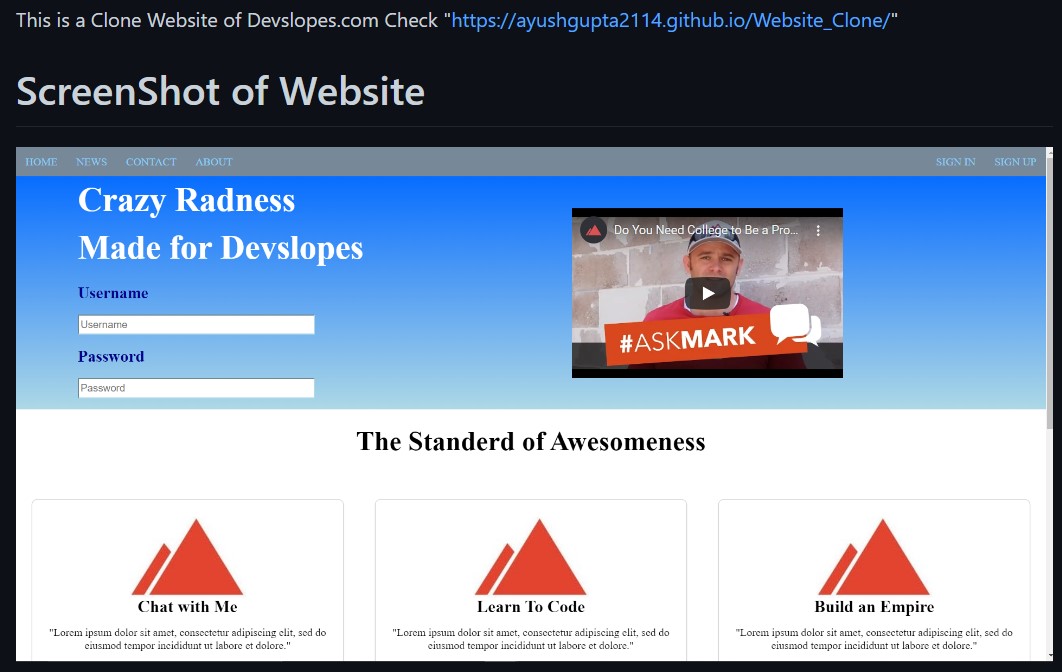 This is a Clone Website of Devslopes.com Check "https://ayushgupta2114.github.io/Website_Clone/"
ScreenShot of Website
HOME NEWS CONTACT ABOUT SIGN IN SIGN UP
Crazy Radness
Made for Devslopes
Username
Username
Password
Password
Do You Need College to Be a Pro...
#ASKMARK
The Standerd of Awesomeness
Chat with Me
"Lorem ipsum dolor sit amet, consectetur adipiscing elit, sed do
eiusmod tempor incididunt ut labore et dolore."
Learn To Code
"Lorem ipsum dolor sit amet, consectetur adipiscing elit, sed do
eiusmod tempor incididunt ut labore et dolore."
Build an Empire
"Lorem ipsum dolor sit amet, consectetur adipiscing elit, sed do
eiusmod tempor incididunt ut labore et dolore."